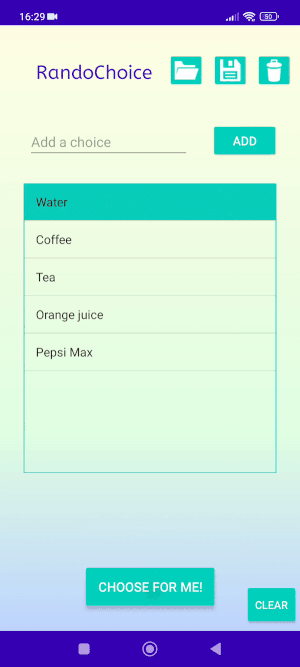 16:29
50
RandoChoice
Add a choice
ADD
Water
Coffee
Tea
Orange juice
Pepsi Max
CHOOSE FOR ME!
CLEAR